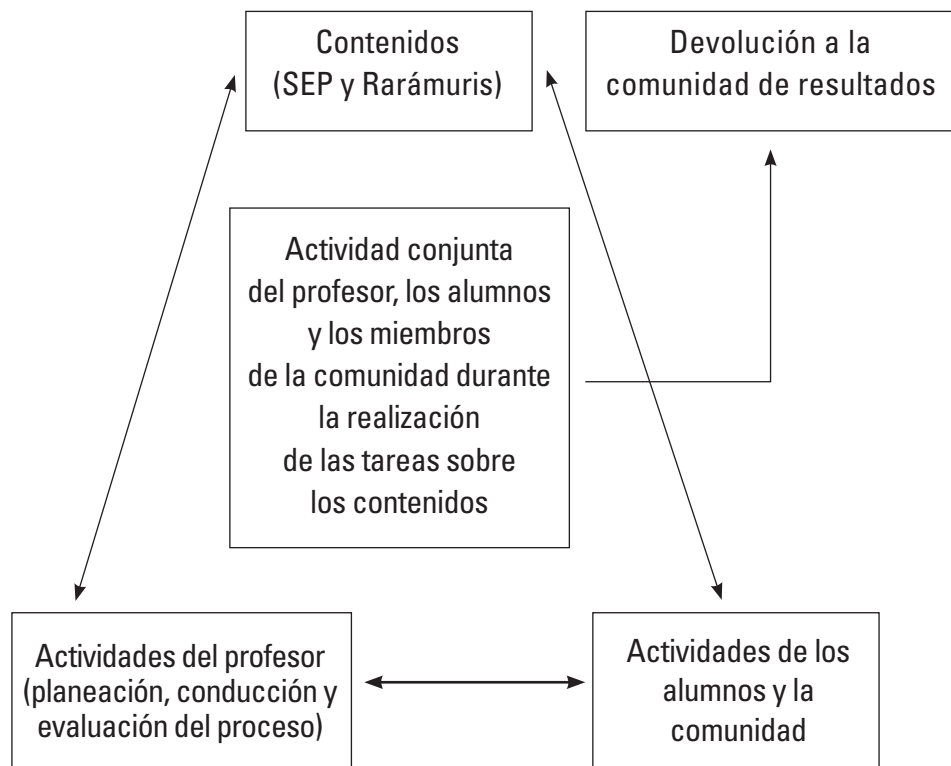 Contenidos
(SEP y Rarámuris)
Devolución a la
comunidad de resultados
Actividad conjunta
del profesor, los alumnos
y los miembros
de la comunidad durante
la realización
de las tareas sobre
los contenidos
Actividades del profesor
(planeación, conducción y
evaluación del proceso)
Actividades de los
alumnos y la
comunidad